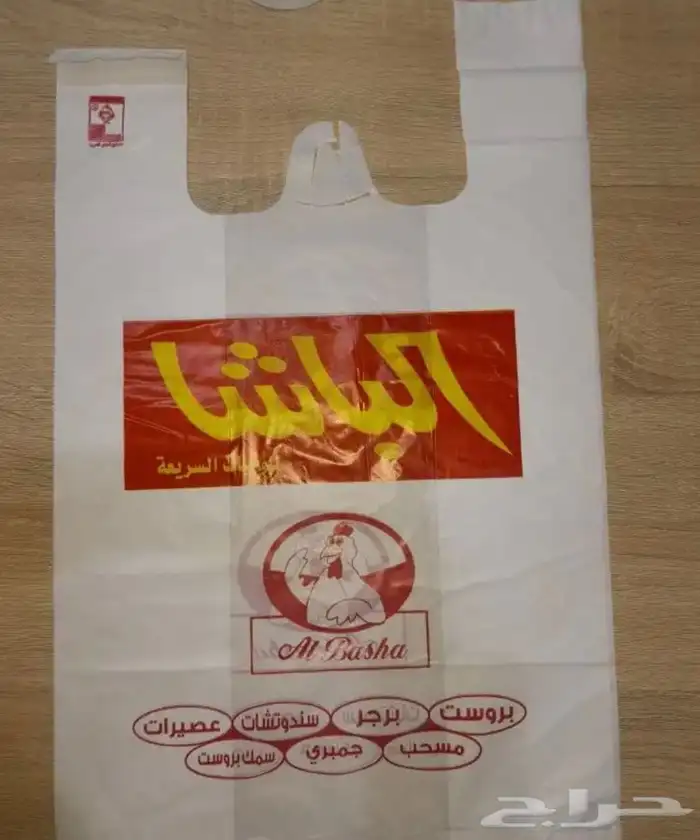 الباشا
السريعة
Al Basha
بروست برجر سندوتشات عصيرات
مسحب جمبري سمك بروست
حراج